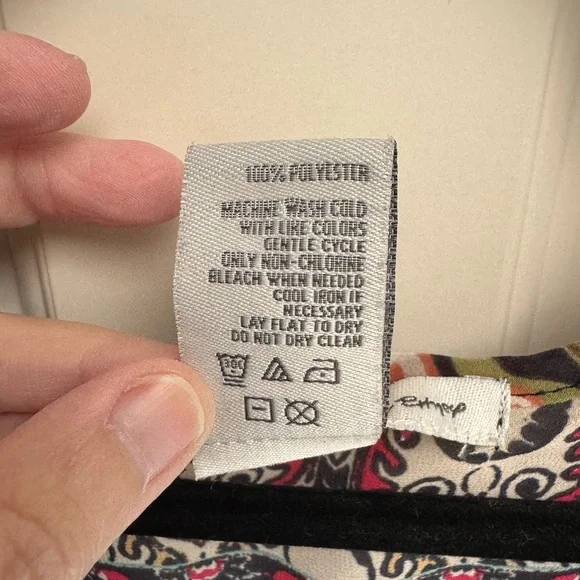 100% POLYESTER
MACHINE WASH COLD
WITH LIKE COLORS
GENTLE CYCLE
ONLY NON-CHLORINE
BLEACH WHEN NEEDED
COOL IRON IF
NECESSARY
LAY FLAT TO DRY
DO NOT DRY CLEAN
30C